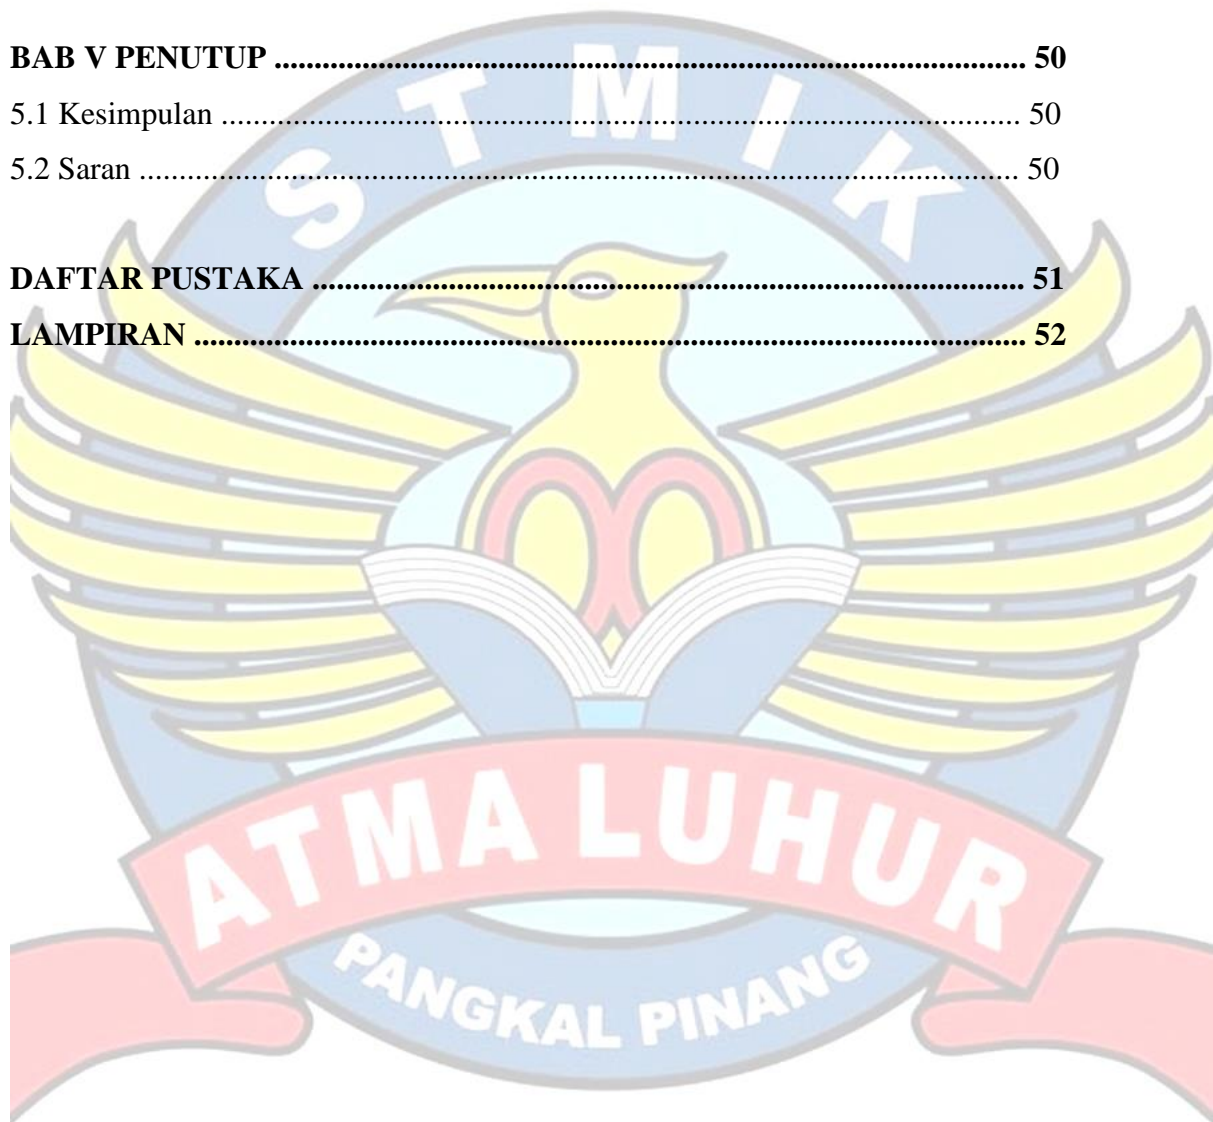 BAB V PENUTUP ............................................................................................... 50
5.1 Kesimpulan ..................................................................................................... 50
5.2 Saran ............................................................................................................... 50
DAFTAR PUSTAKA .......................................................................................... 51
LAMPIRAN ......................................................................................................... 52
STMIK
ATMA LUHUR
PANGKAL PINANG